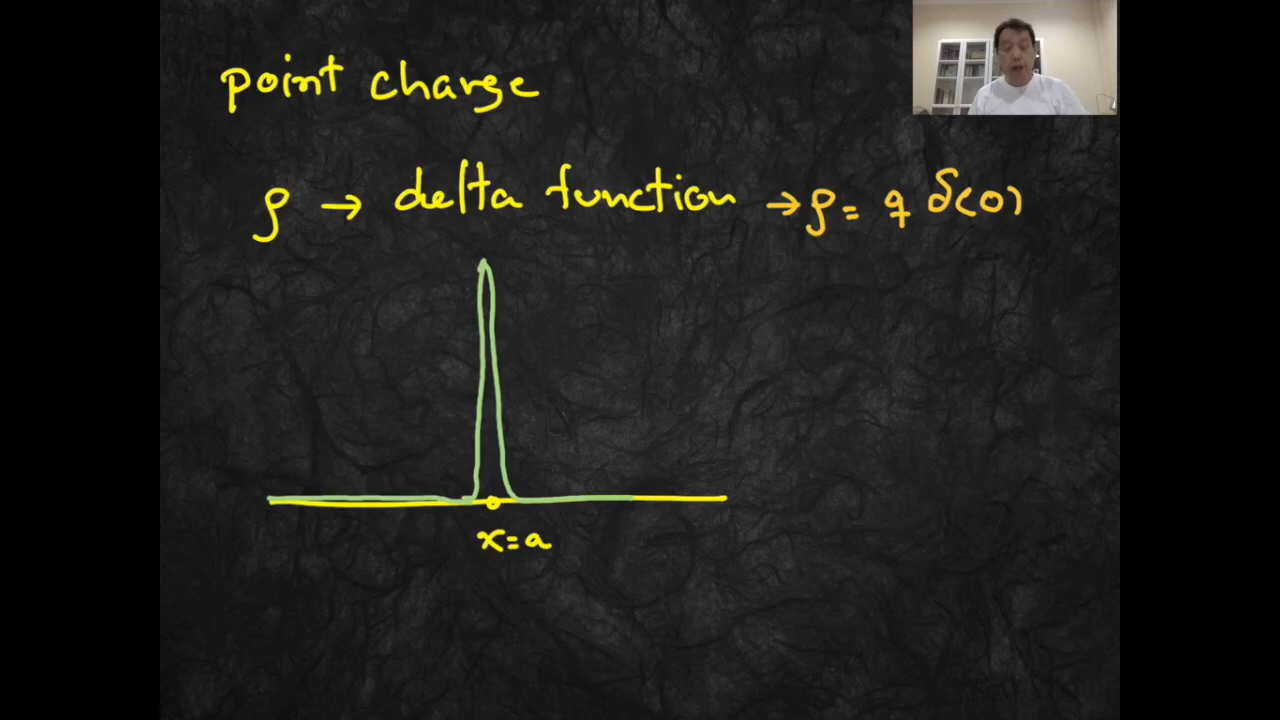 point charge
ρ → delta function → ρ = q δ(0)
x=a